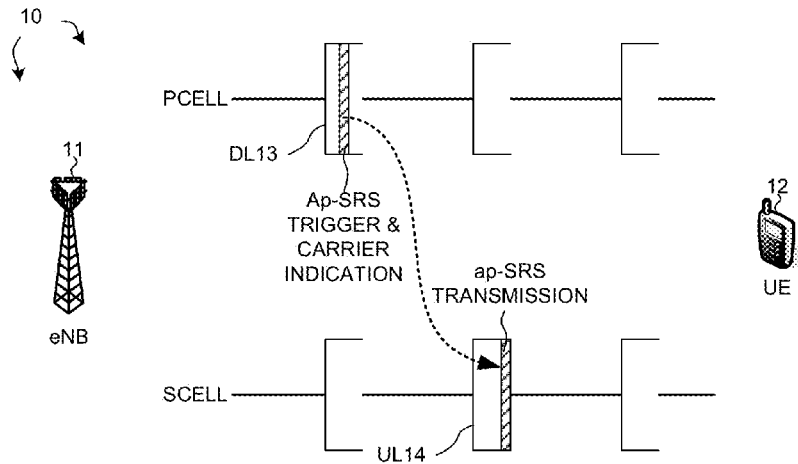 10
PCELL
DL13
11
Ap-SRS
TRIGGER &
CARRIER
INDICATION
12
ap-SRS
TRANSMISSION
UE
eNB
SCELL
UL14